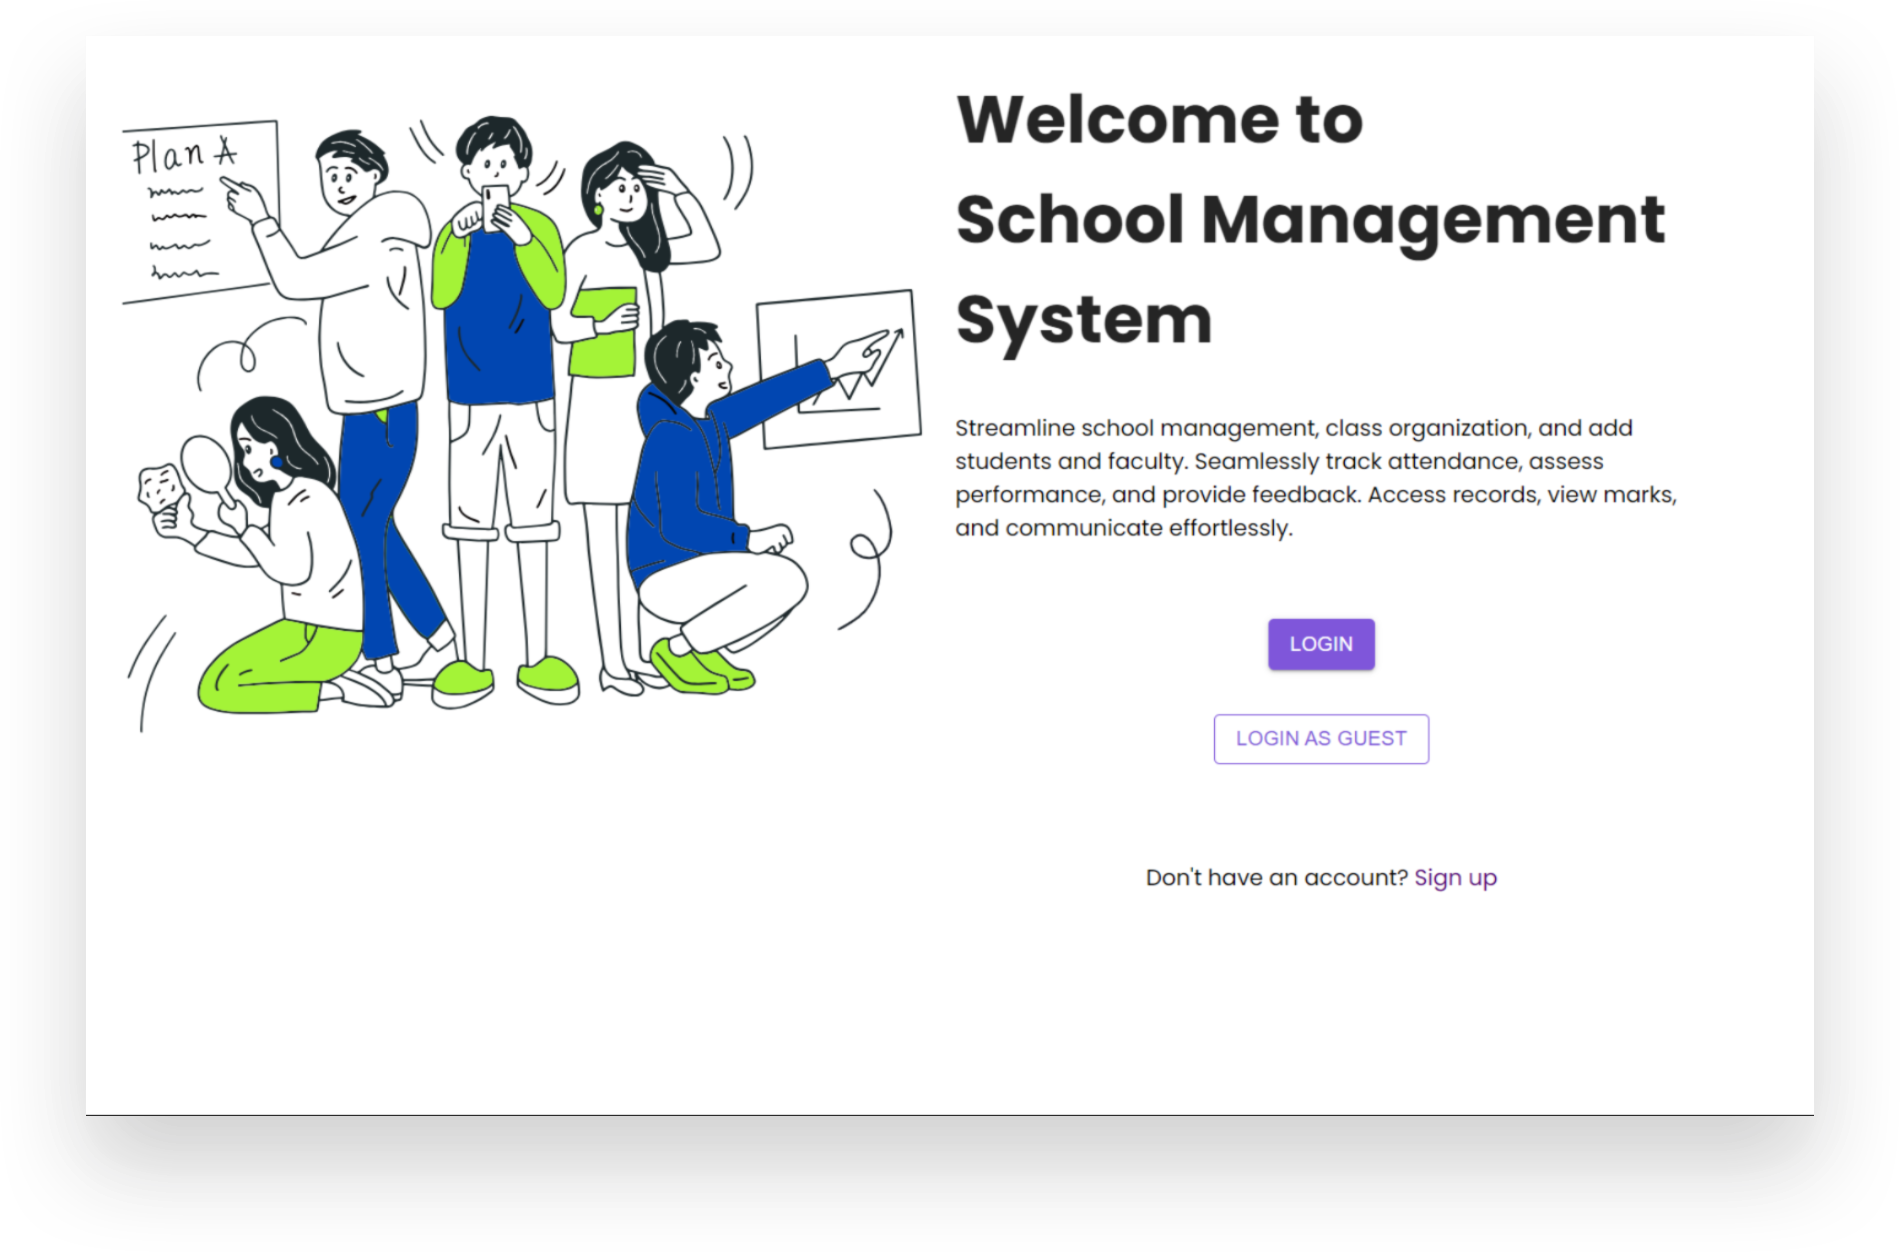 Plan A
Welcome to
School Management
System
Streamline school management, class organization, and add
students and faculty. Seamlessly track attendance, assess
performance, and provide feedback. Access records, view marks,
and communicate effortlessly.
LOGIN
LOGIN AS GUEST
Don't have an account? Sign up